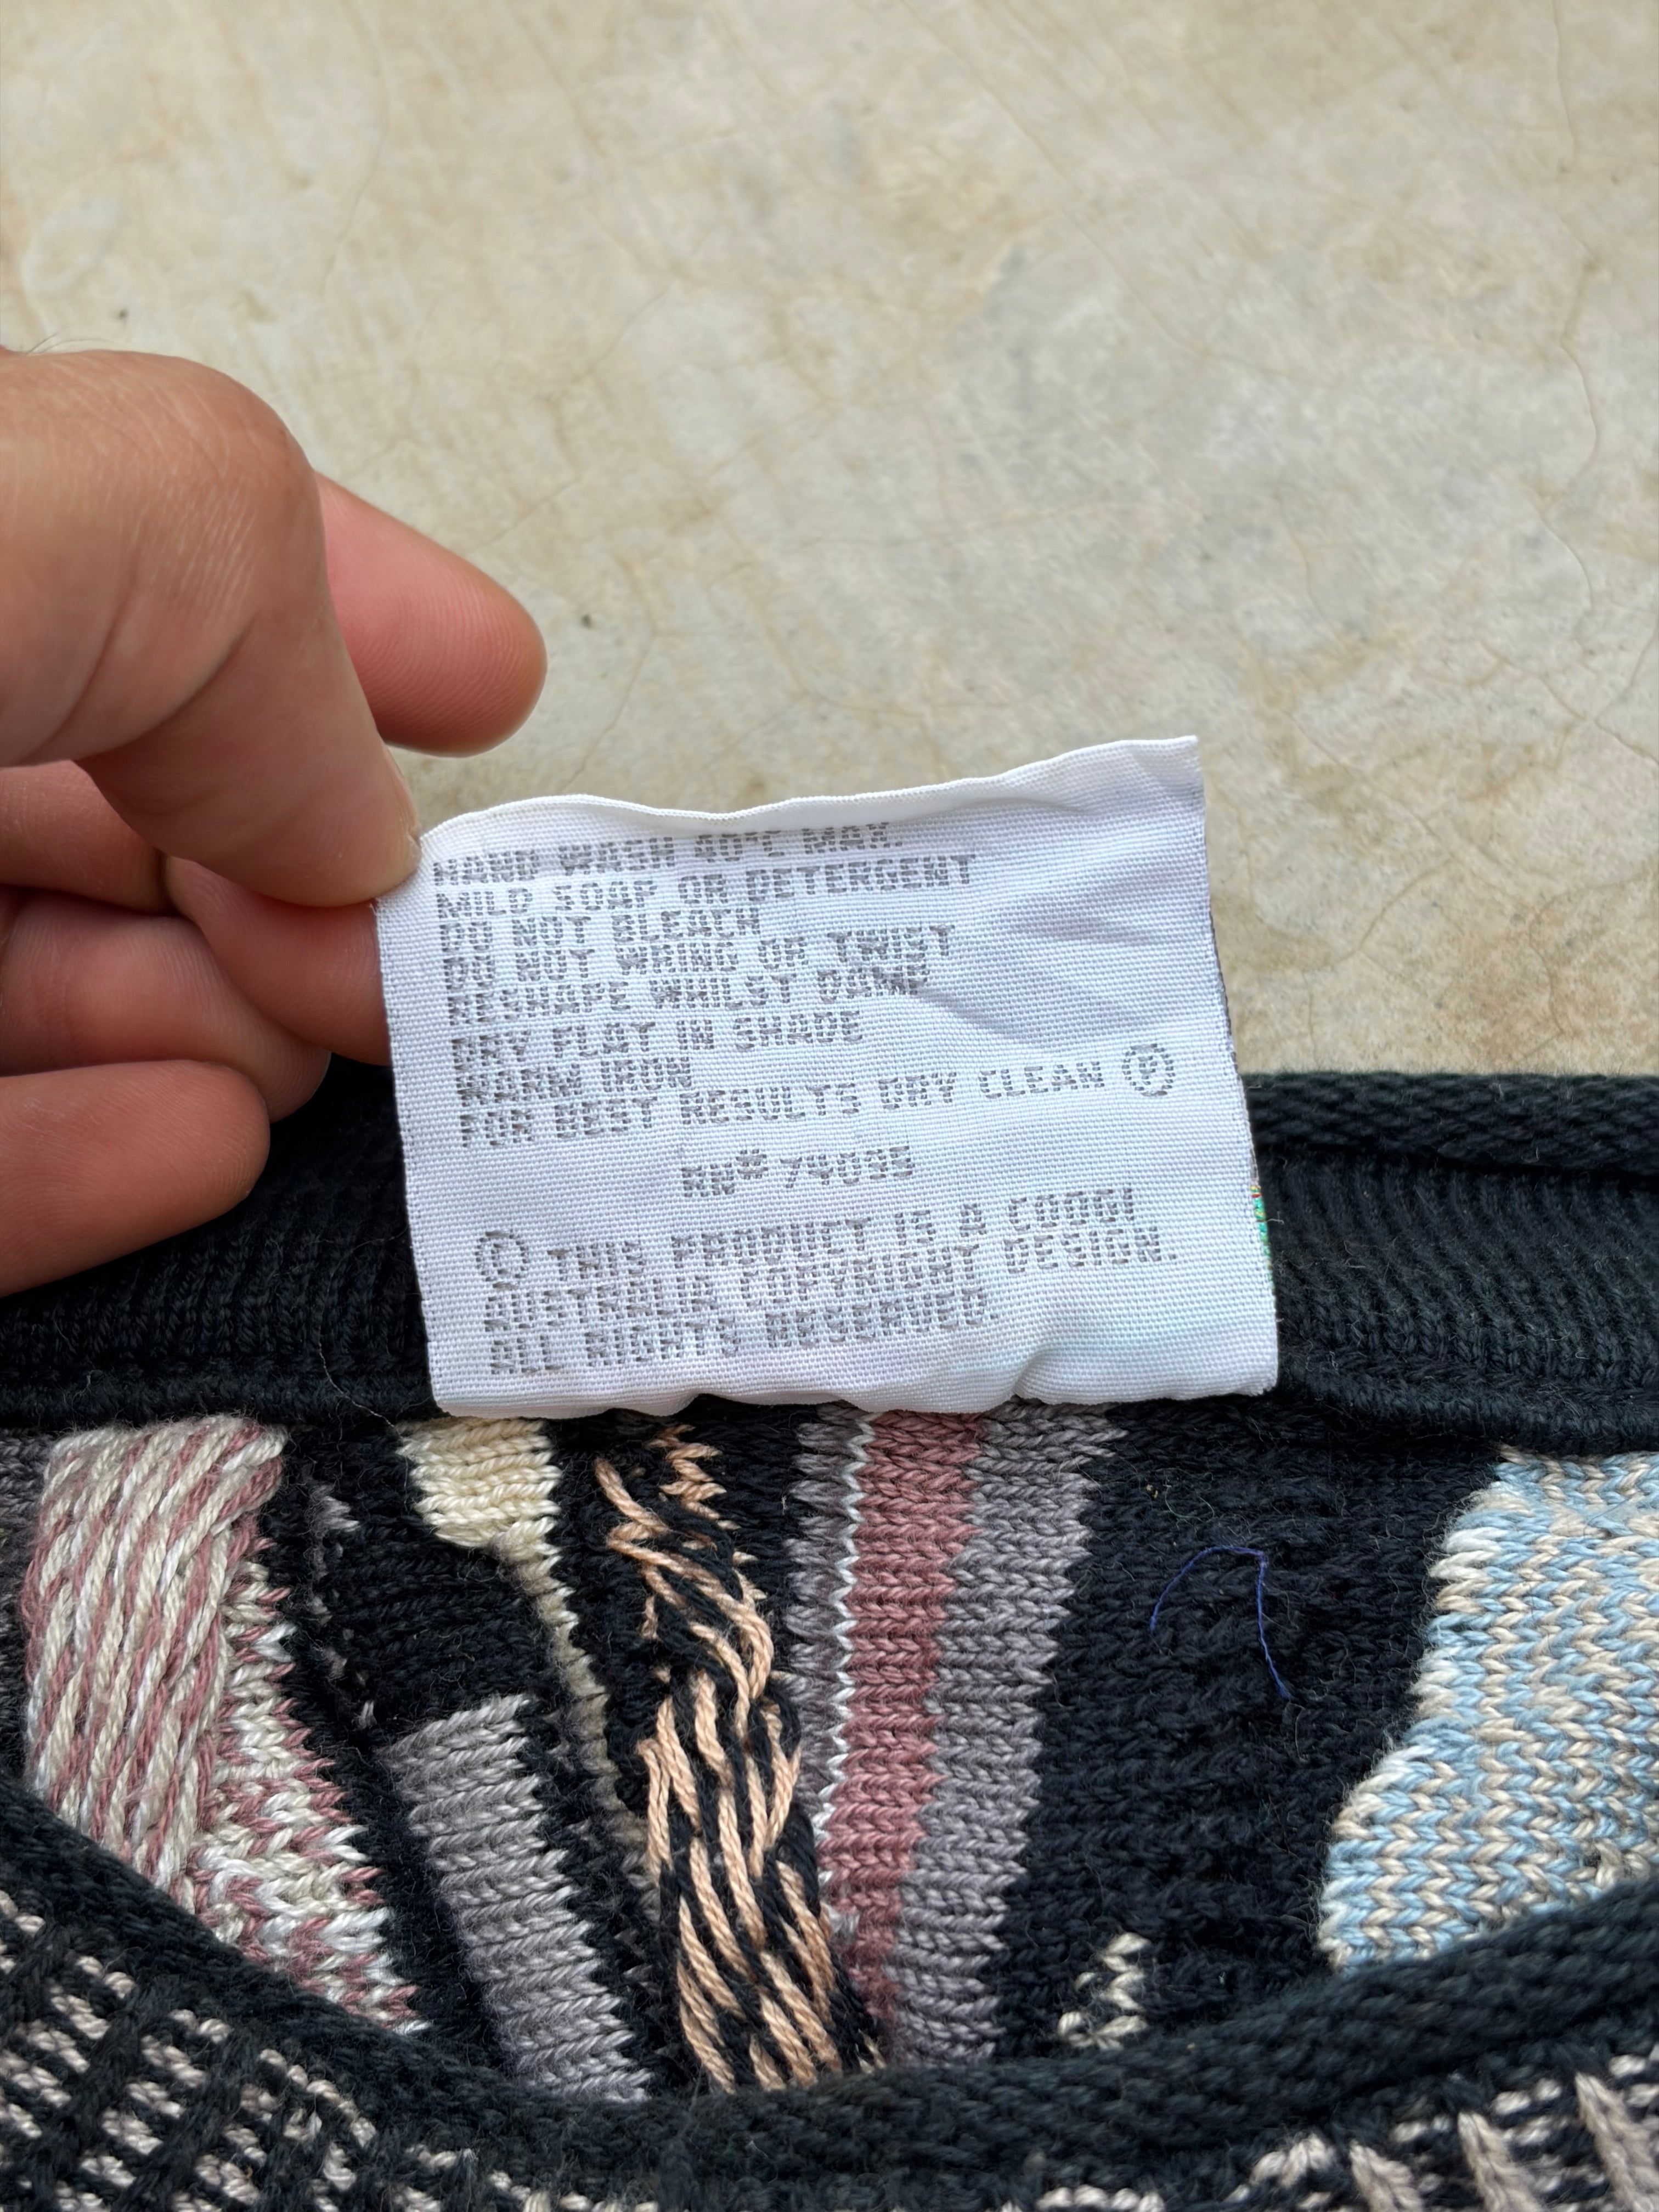 HAND WASH 40°C MAX.
MILD SOAP OR DETERGENT
DO NOT BLEACH
DO NOT WRING OR TWIST
RESHAPE WHILST DAMP
DRY FLAT IN SHADE
WARM IRON
FOR BEST RESULTS DRY CLEAN Ⓟ
RN# 74095
© THIS PRODUCT IS A COOGI
AUSTRALIA COPYRIGHT DESIGN.
ALL RIGHTS RESERVED